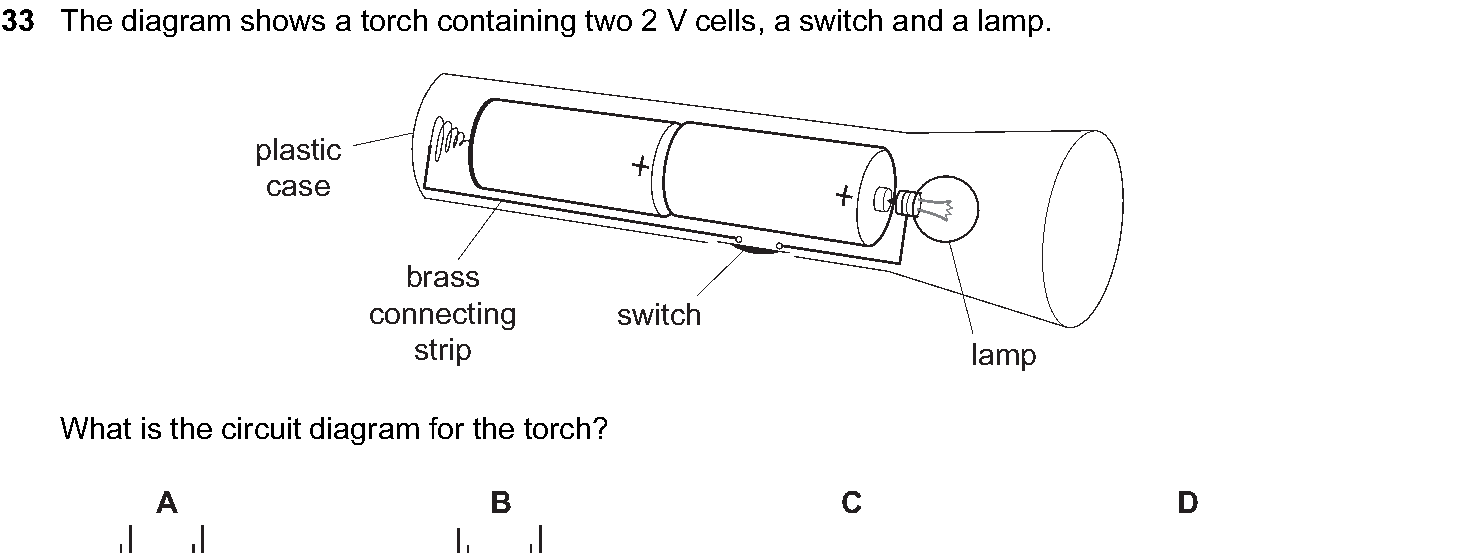 33 The diagram shows a torch containing two 2 V cells, a switch and a lamp.
plastic
case
+
+
brass
connecting
strip
switch
lamp
What is the circuit diagram for the torch?
A B C D